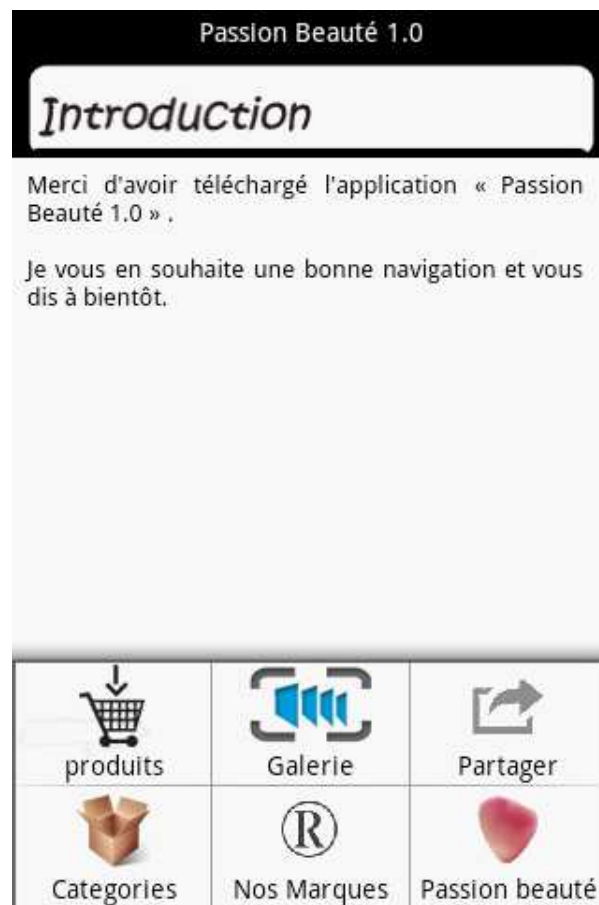 Passion Beauté 1.0
Introduction
Merci d'avoir téléchargé l'application « Passion
Beauté 1.0 » .
Je vous en souhaite une bonne navigation et vous
dis à bientôt.
produits
Galerie
Partager
®
Categories
Nos Marques
Passion beauté